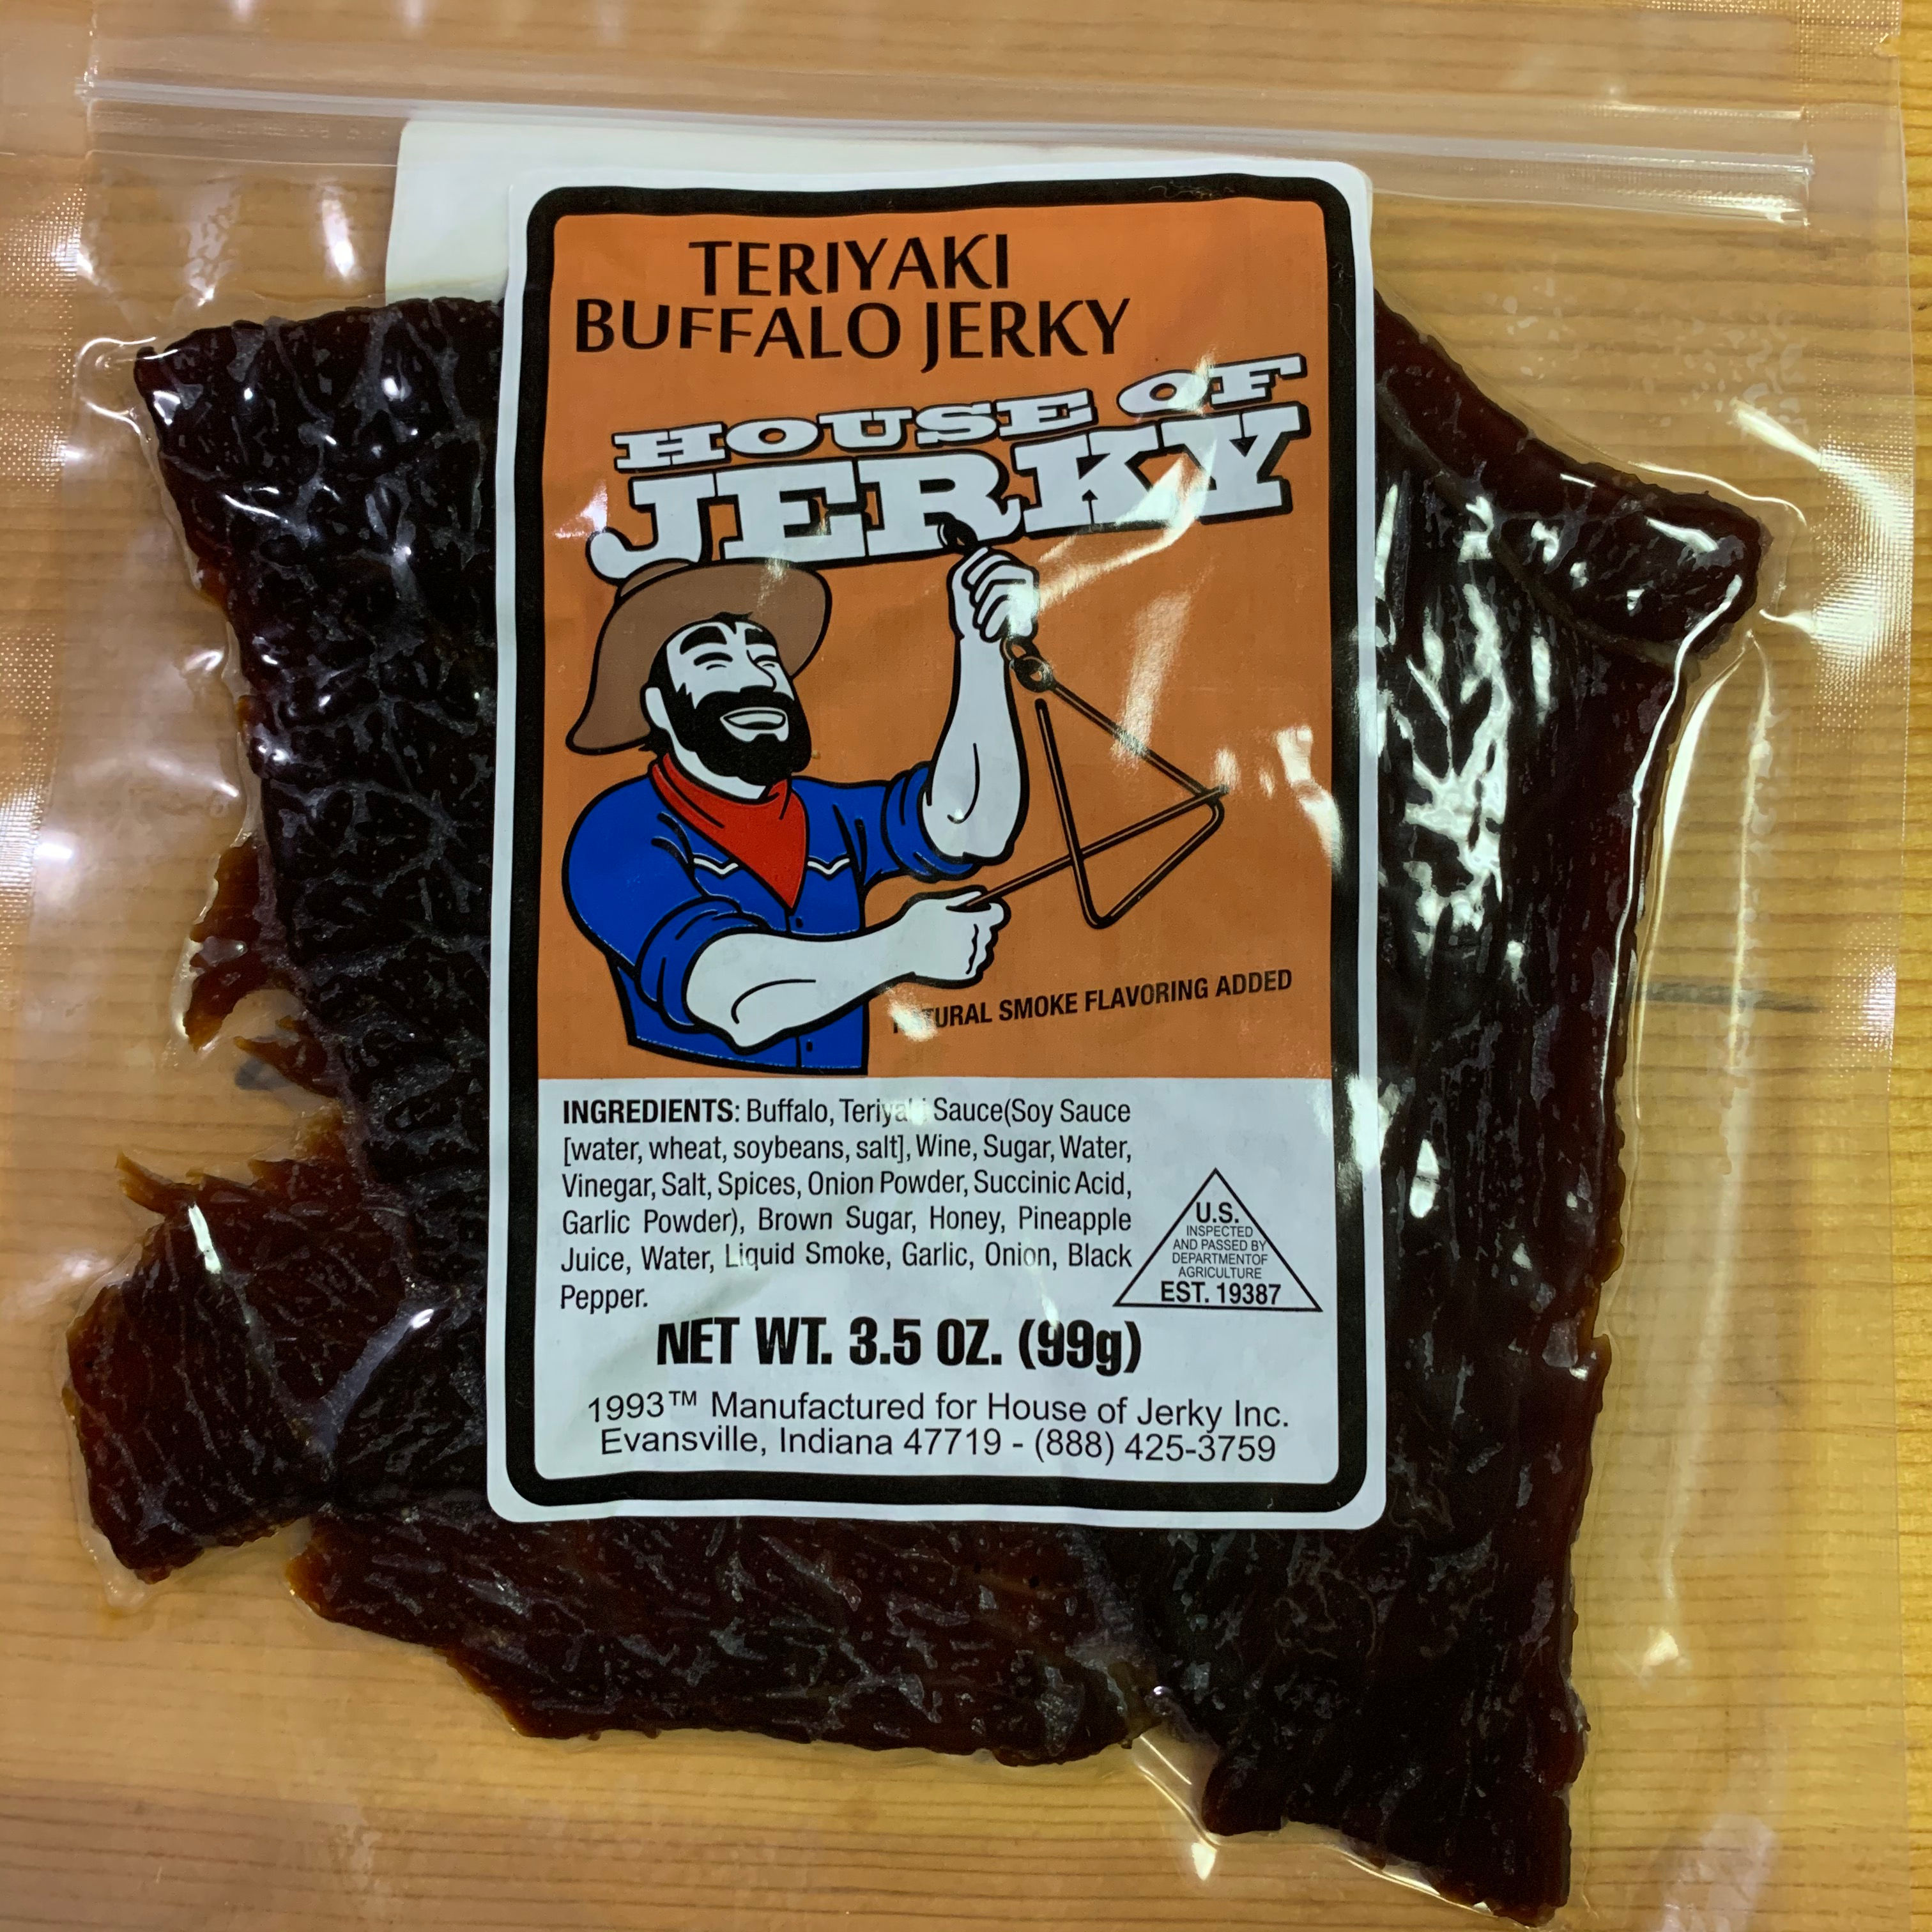 TERIYAKI
BUFFALO JERKY
HOUSE OF
JERKY
SMOKE FLAVORING ADDED
INGREDIENTS: Buffalo, Teriyaki Sauce(Soy Sauce
[water, wheat, soybeans, salt], Wine, Sugar, Water,
Vinegar, Salt, Spices, Onion Powder, Succinic Acid,
Garlic Powder), Brown Sugar, Honey, Pineapple
Juice, Water, Liquid Smoke, Garlic, Onion, Black
Pepper.
U.S.
INSPECTED
AND PASSED BY
DEPARTMENTOF
AGRICULTURE
EST. 19387
NET WT. 3.5 OZ. (99g)
1993™ Manufactured for House of Jerky Inc.
Evansville, Indiana 47719 - (888) 425-3759